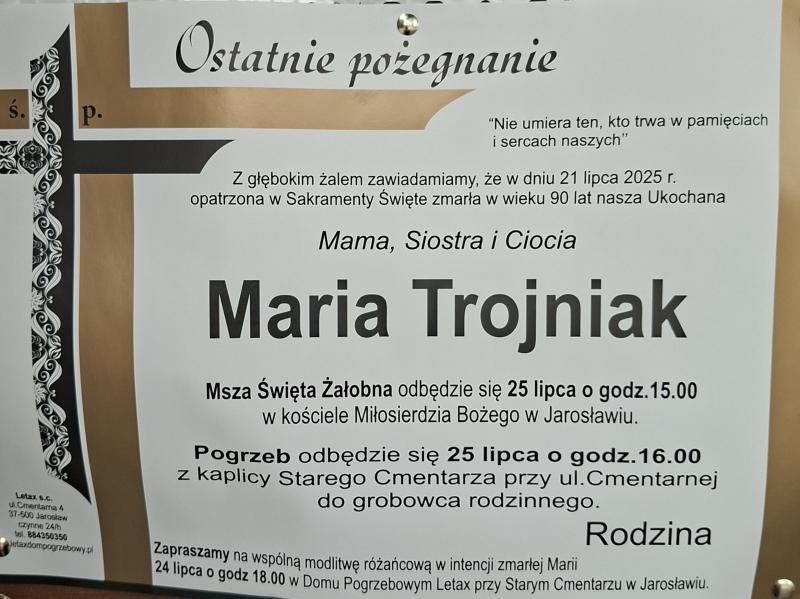 Ostatnie pożegnanie
ś. p.
“Nie umiera ten, kto trwa w pamięciach
i sercach naszych”
Z głębokim żalem zawiadamiamy, że w dniu 21 lipca 2025 r.
opatrzona w Sakramenty Święte zmarła w wieku 90 lat nasza Ukochana
Mama, Siostra i Ciocia
Maria Trojniak
Msza Święta Żałobna odbędzie się 25 lipca o godz.15.00
w kościele Miłosierdzia Bożego w Jarosławiu.
Pogrzeb odbędzie się 25 lipca o godz.16.00
z kaplicy Starego Cmentarza przy ul.Cmentarnej
do grobowca rodzinnego.
Rodzina
Letax s.c.
ul.Cmentarna 4
37-500 Jarosław
czynne 24/h
tel. 884350350
letaxdompogrzebowy.pl
Zapraszamy na wspólną modlitwę różańcową w intencji zmarłej Marii
24 lipca o godz 18.00 w Domu Pogrzebowym Letax przy Starym Cmentarzu w Jarosławiu.